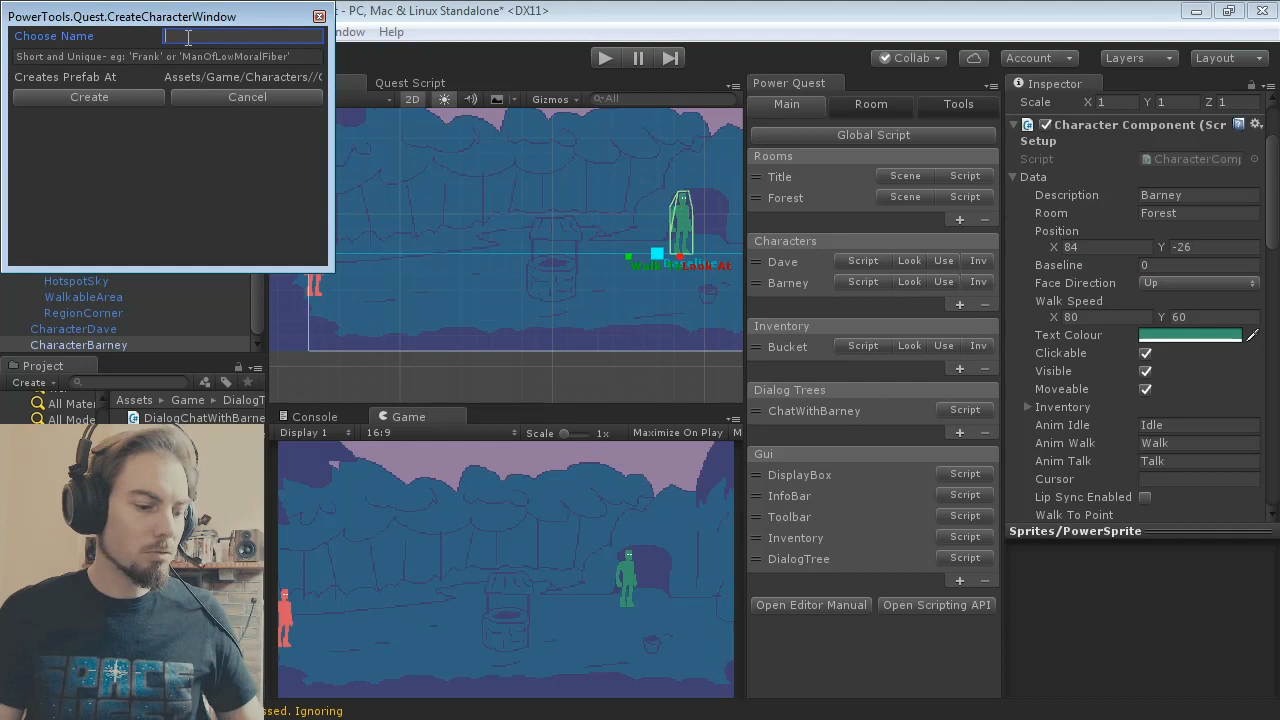 PowerTools.Quest.CreateCharacterWindow
- PC, Mac & Linux Standalone* <DX11>
Choose Name
Short and Unique- eg: 'Frank' or 'ManOfLowMoralFiber'
Creates Prefab At Assets/Game/Characters//
Create Cancel
Help
Collab Account Layers Layout
Quest Script
Power Quest
Inspector
2D Gizmos All
Main Room Tools
Scale X 1 Y 1 Z 1
Global Script
Character Component (Scr
Setup
Rooms
Script CharacterComp
Title Scene Script
Data
Forest Scene Script
Description Barney
Room Forest
Position
Characters
X 84 Y -26
Dave Script Look Use Inv
Baseline 0
Barney Script Look Use Inv
Face Direction Up
Walk Speed
X 80 Y 60
Inventory
Text Colour
Bucket Script Look Use Inv
Clickable
Visible
Dialog Trees
Moveable
ChatWithBarney Script
Inventory
Anim Idle Idle
Anim Walk Walk
Gui
Anim Talk Talk
DisplayBox Script
Cursor
InfoBar Script
Lip Sync Enabled
Toolbar Script
Walk To Point
Inventory Script
Sprites/PowerSprite
DialogTree Script
Open Editor Manual Open Scripting API
HotspotSky
WalkableArea
RegionCorner
CharacterDave
CharacterBarney
Project
Create
All Mater
Assets Game DialogT
All Mode
DialogChatWithBarne
Look At
Console Game
Display 1 16:9 Scale 1x Maximize On Play M
SPACE
ssed. Ignoring